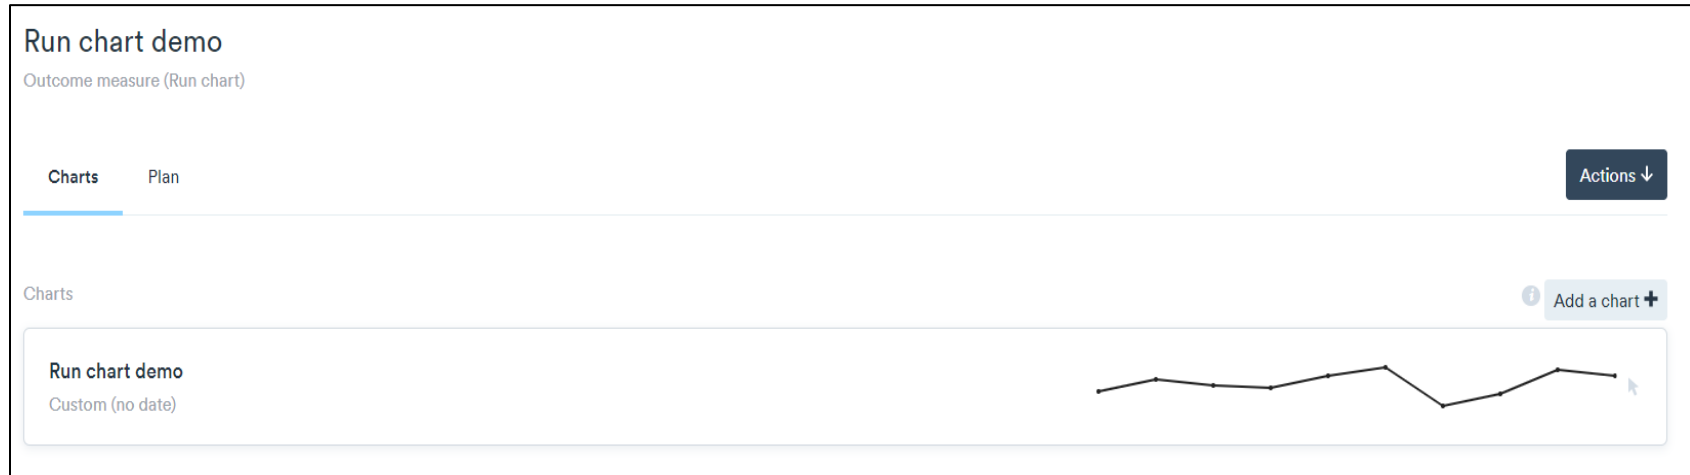 Run chart demo
Outcome measure (Run chart)
Charts
Plan
Actions ↓
Charts
i
Add a chart +
Run chart demo
Custom (no date)